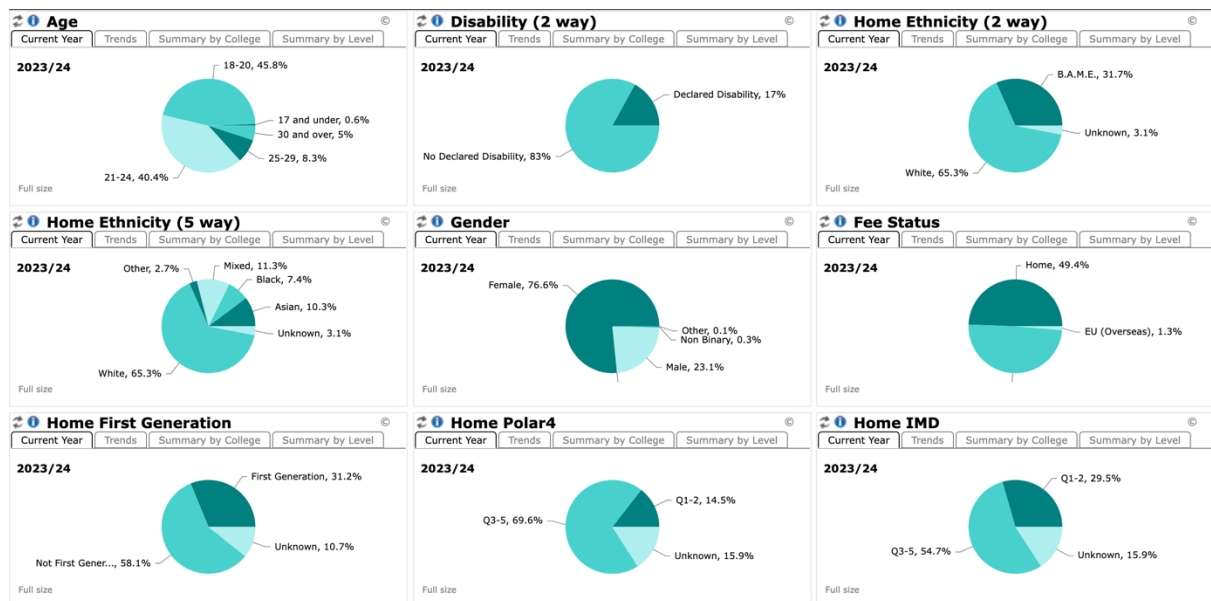 Age ©
Current Year Trends Summary by College Summary by Level
2023/24
18-20, 45.8%
17 and under, 0.6%
30 and over, 5%
25-29, 8.3%
21-24, 40.4%
Full size
Disability (2 way) ©
Current Year Trends Summary by College Summary by Level
2023/24
Declared Disability, 17%
No Declared Disability, 83%
Full size
Home Ethnicity (2 way) ©
Current Year Trends Summary by College Summary by Level
2023/24
B.A.M.E., 31.7%
Unknown, 3.1%
White, 65.3%
Full size
Home Ethnicity (5 way) ©
Current Year Trends Summary by College Summary by Level
2023/24
Mixed, 11.3%
Other, 2.7%
Black, 7.4%
Asian, 10.3%
Unknown, 3.1%
White, 65.3%
Full size
Gender ©
Current Year Trends Summary by College Summary by Level
2023/24
Female, 76.6%
Other, 0.1%
Non Binary, 0.3%
Male, 23.1%
Full size
Fee Status ©
Current Year Trends Summary by College Summary by Level
2023/24
Home, 49.4%
EU (Overseas), 1.3%
Full size
Home First Generation ©
Current Year Trends Summary by College Summary by Level
2023/24
First Generation, 31.2%
Unknown, 10.7%
Not First Gener..., 58.1%
Full size
Home Polar4 ©
Current Year Trends Summary by College Summary by Level
2023/24
Q1-2, 14.5%
Q3-5, 69.6%
Unknown, 15.9%
Full size
Home IMD ©
Current Year Trends Summary by College Summary by Level
2023/24
Q1-2, 29.5%
Q3-5, 54.7%
Unknown, 15.9%
Full size